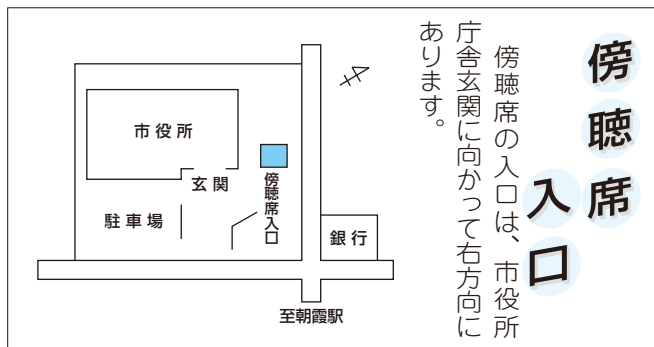 傍聴席
入口
傍聴席の入口は、市役所
庁舎玄関に向かって右方向に
あります。
市役所
玄関
傍聴席入口
駐車場
銀行
至朝霞駅